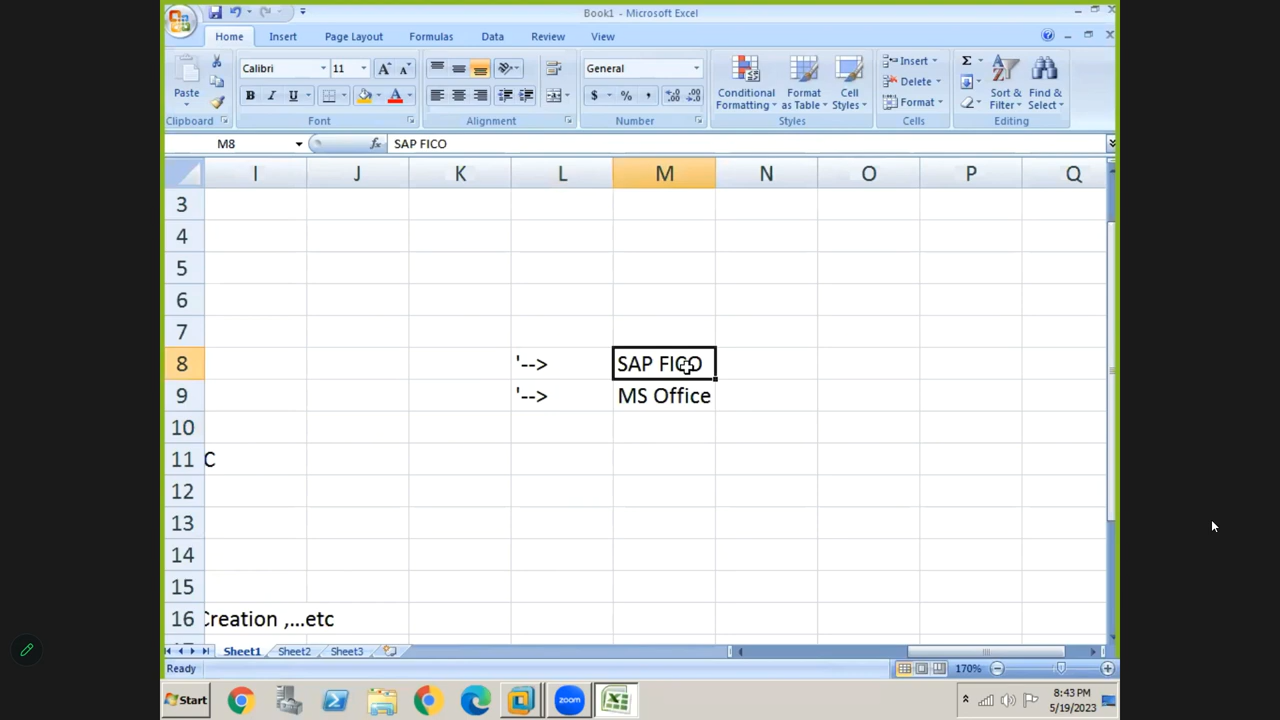 Book1 - Microsoft Excel
Home Insert Page Layout Formulas Data Review View
Paste
Calibri 11 A A
B I U A
General
$ % ,
Conditional Formatting
Format as Table
Cell Styles
Insert
Delete
Format
Σ
Sort & Filter
Find & Select
Clipboard Font Alignment Number Styles Cells Editing
M8 fx SAP FICO
I J K L M N O P Q
3
4
5
6
7
8 '--> SAP FICO
9 '--> MS Office
10
11 C
12
13
14
15
16 Creation ,...etc
Sheet1 Sheet2 Sheet3
Ready 170%
Start zoom 8:43 PM
5/19/2023